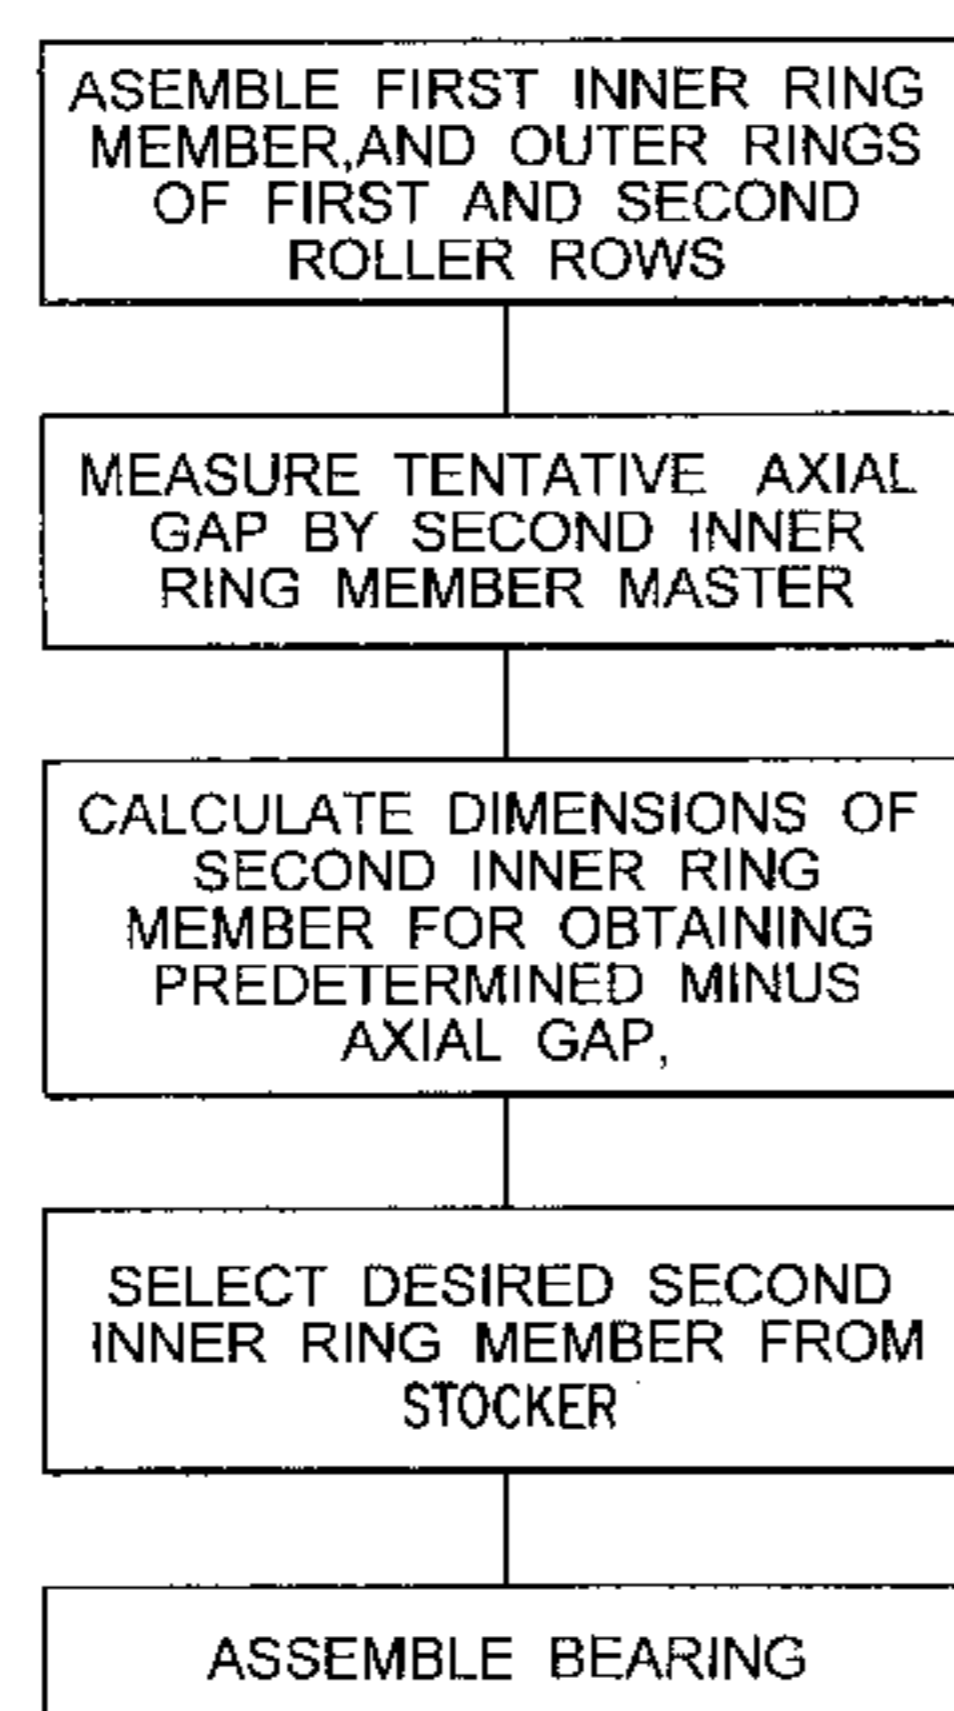 ASEMBLE FIRST INNER RING
MEMBER,AND OUTER RINGS
OF FIRST AND SECOND
ROLLER ROWS
MEASURE TENTATIVE AXIAL
GAP BY SECOND INNER
RING MEMBER MASTER
CALCULATE DIMENSIONS OF
SECOND INNER RING
MEMBER FOR OBTAINING
PREDETERMINED MINUS
AXIAL GAP,
SELECT DESIRED SECOND
INNER RING MEMBER FROM
STOCKER
ASSEMBLE BEARING